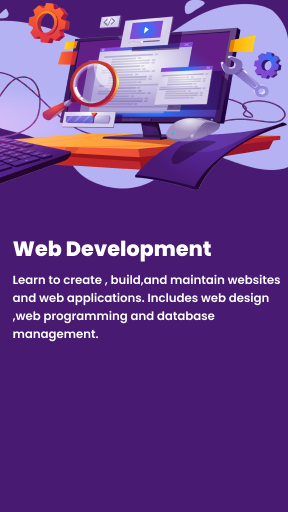 Web Development
Learn to create , build,and maintain websites
and web applications. Includes web design
,web programming and database
management.